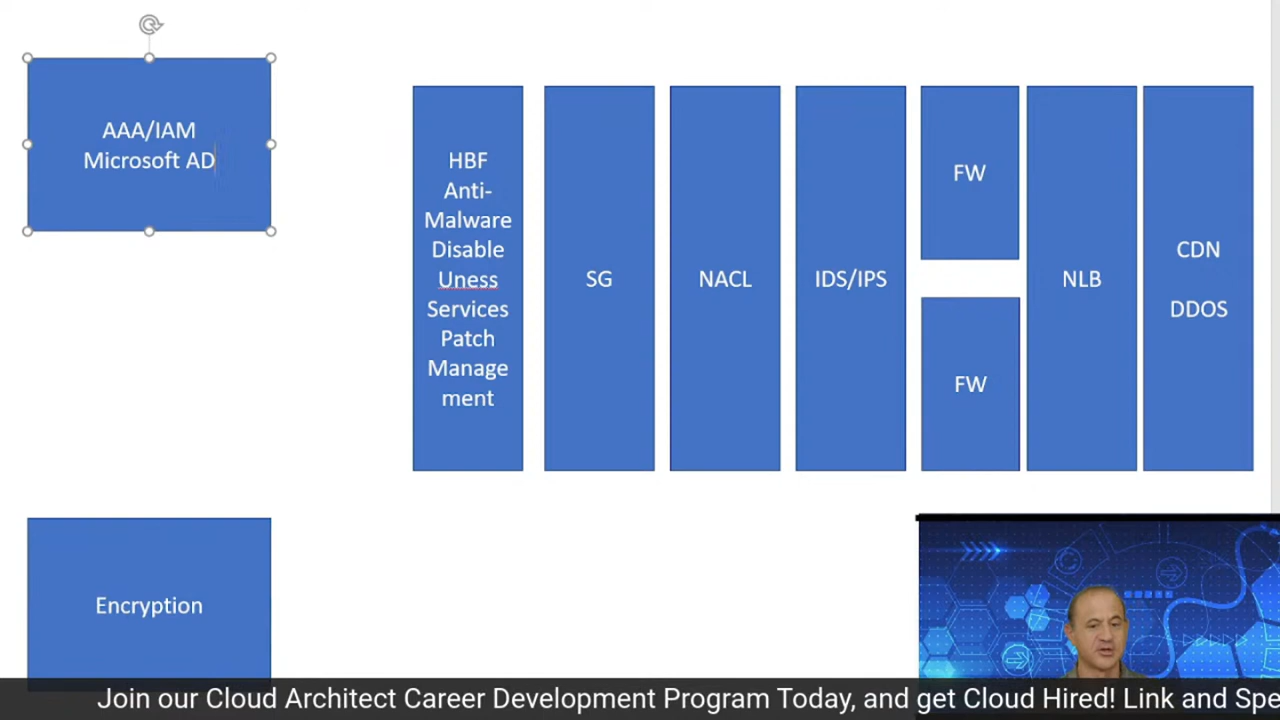 AAA/IAM
Microsoft AD
HBF
Anti-
Malware
Disable
Uness
Services
Patch
Manage
ment
SG
NACL
IDS/IPS
FW
FW
NLB
CDN
DDOS
Encryption
Join our Cloud Architect Career Development Program Today, and get Cloud Hired! Link and Spe